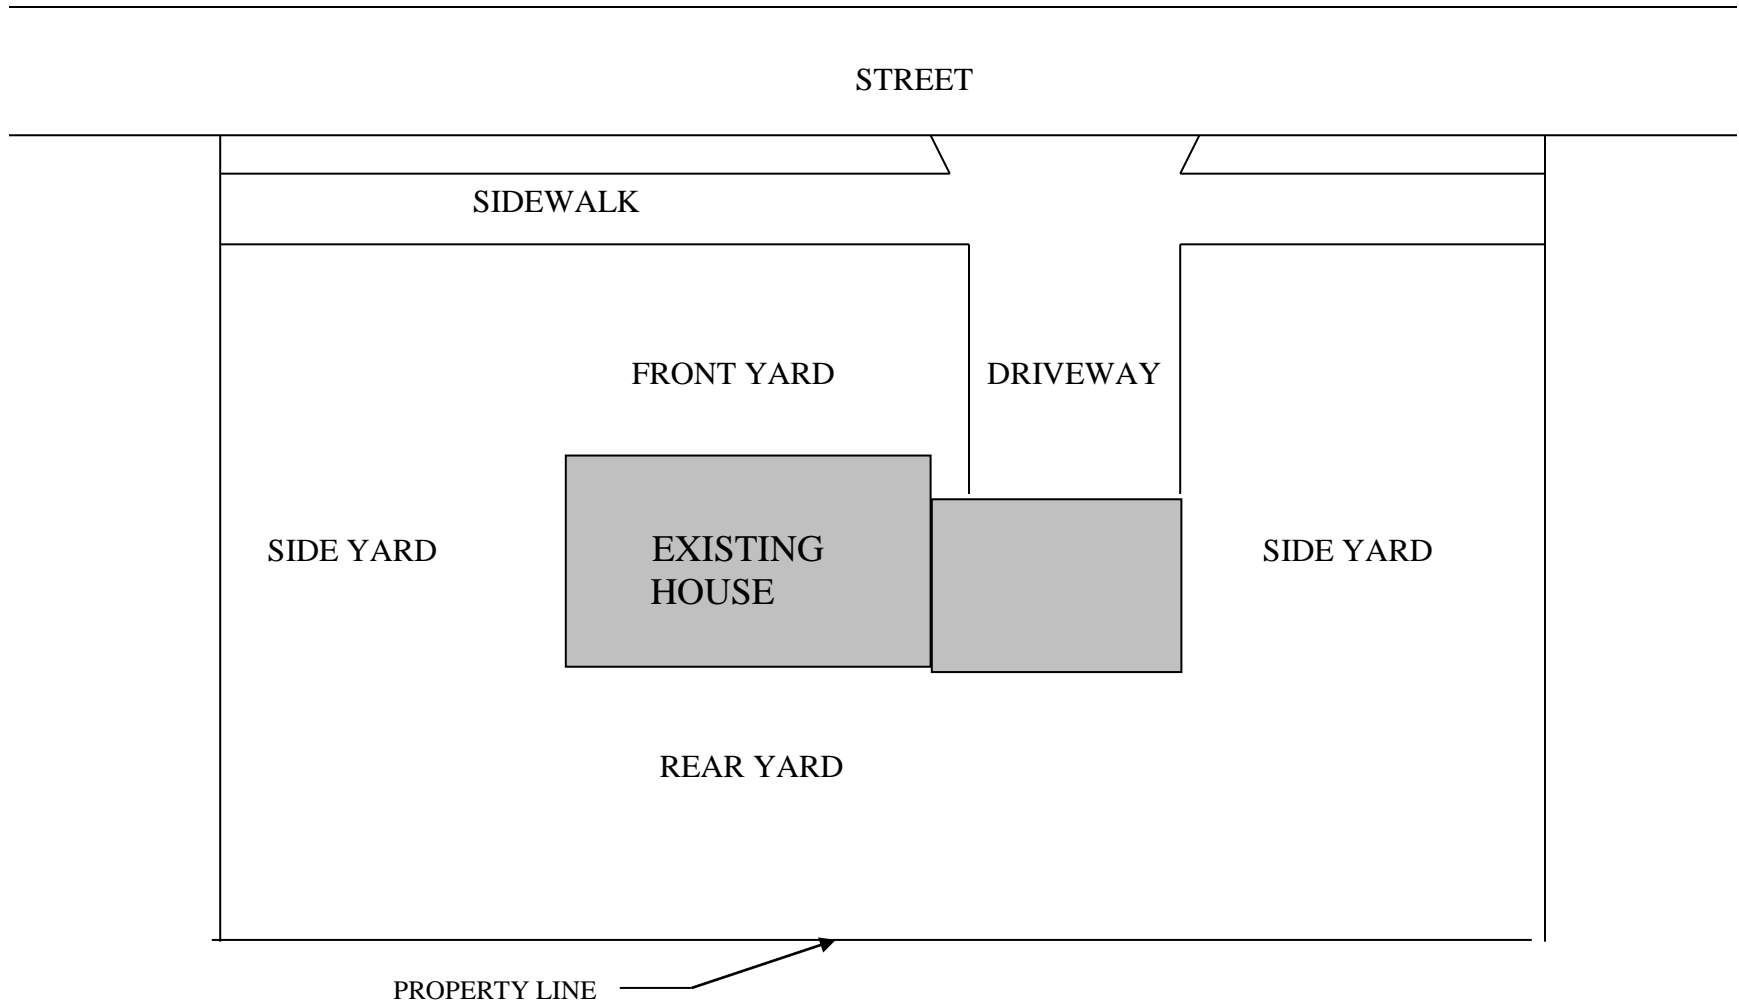 STREET
SIDEWALK
FRONT YARD
DRIVEWAY
SIDE YARD
EXISTING
HOUSE
SIDE YARD
REAR YARD
PROPERTY LINE